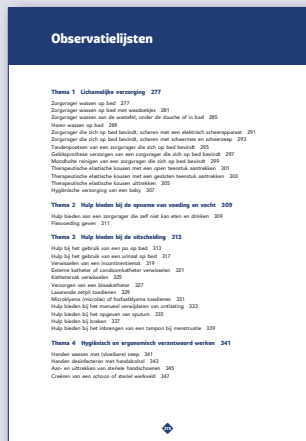 Observatielijsten
Thema 1 Lichamelijke verzorging 277
Zorgvrager wassen op bed 277
Zorgvrager wassen op bed met wasdoekjes 281
Zorgvrager wassen aan de wastafel, onder de douche of in bad 285
Haren wassen op bed 289
Zorgvrager die zich op bed bevindt, scheren met een elektrisch scheerapparaat 291
Zorgvrager die zich op bed bevindt, scheren met scheermes en scheerzeep 293
Tandenpoetsen van een zorgvrager die zich op bed bevindt 295
Gebitsprothese verzorgen van een zorgvrager die zich op bed bevindt 297
Mondholte reinigen van een zorgvrager die zich op bed bevindt 299
Therapeutische elastische kousen met een open teenstuk aantrekken 301
Therapeutische elastische kousen met een gesloten teenstuk aantrekken 303
Therapeutische elastische kousen uittrekken 305
Hygiënische verzorging van een baby 307
Thema 2 Hulp bieden bij de opname van voeding en vocht 309
Hulp bieden aan een zorgvrager die zelf niet kan eten en drinken 309
Flesvoeding geven 311
Thema 3 Hulp bieden bij de uitscheiding 313
Hulp bij het gebruik van een po op bed 313
Hulp bij het gebruik van een urinaal op bed 317
Verwisselen van een incontinentiemat 319
Externe katheter of condoomkatheter verwisselen 321
Katheterzak verwisselen 325
Verzorgen van een blaaskatheter 327
Laxerende zetpil toedienen 329
Microklysma (microlax) of fosfaatklysma toedienen 331
Hulp bieden bij het manueel verwijderen van ontlasting 333
Hulp bieden bij het opgeven van sputum 335
Hulp bieden bij braken 337
Hulp bieden bij het inbrengen van een tampon bij menstruatie 339
Thema 4 Hygiënisch en ergonomisch verantwoord werken 341
Handen wassen met (vloeibare) zeep 341
Handen desinfecteren met handalcohol 343
Aan- en uittrekken van steriele handschoenen 345
Creëren van een schoon of steriel werkveld 347
275